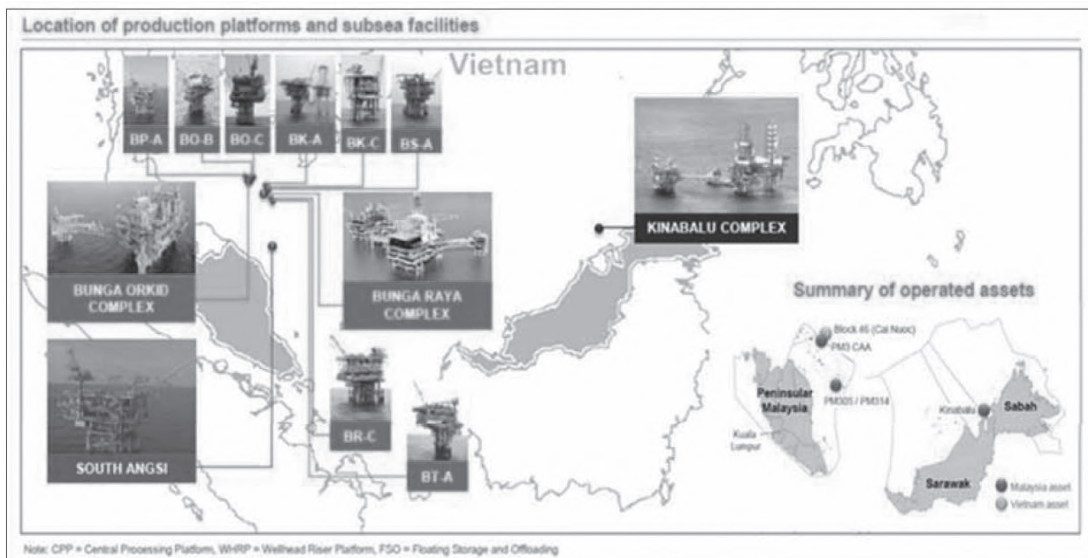 Location of production platforms and subsea facilities
Vietnam
BP-A
BO-B
BO-C
BK-A
BK-C
BS-A
BUNGA ORKID
COMPLEX
BUNGA RAYA
COMPLEX
KINABALU COMPLEX
SOUTH ANGSI
BR-C
BT-A
Summary of operated assets
Block 46 (Cai Nuoc)
PM3 CAA
Peninsular
Malaysia
PM305 / PM314
Kuala
Lumpur
Kinabalu
Sabah
Sarawak
Malaysia asset
Vietnam asset
Note: CPP = Central Processing Platform, WHRP = Wellhead Riser Platform, FSO = Floating Storage and Offloading